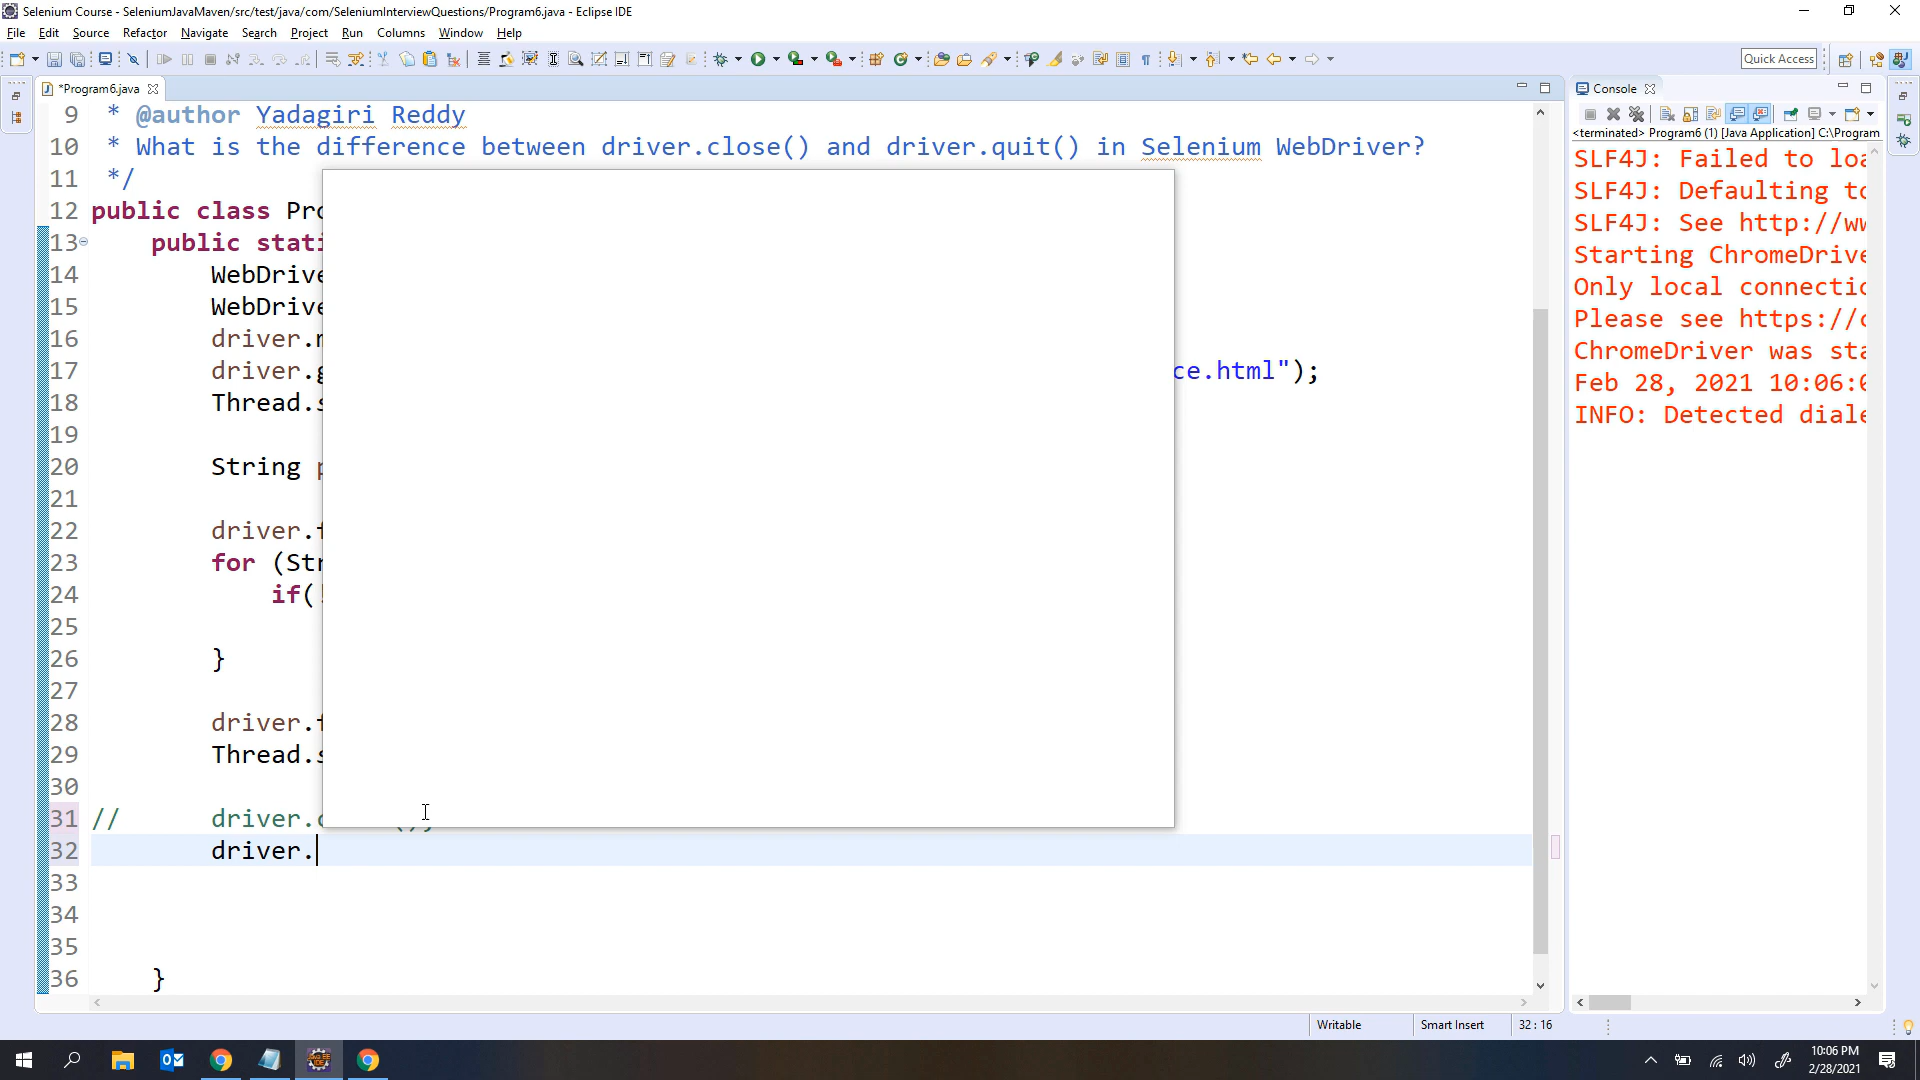 Selenium Course - SeleniumJavaMaven/src/test/java/com/SeleniumInterviewQuestions/Program6.java - Eclipse IDE
File Edit Source Refactor Navigate Search Project Run Columns Window Help
Quick Access
*Program6.java
9 * @author Yadagiri Reddy
10 * What is the difference between driver.close() and driver.quit() in Selenium WebDriver?
11 */
12 public class Pro
13 public stati
14 WebDrive
15 WebDrive
16 driver.m
17 driver.g ce.html");
18 Thread.s
19
20 String p
21
22 driver.f
23 for (Str
24 if(!
25
26 }
27
28 driver.f
29 Thread.s
30
31 // driver.c ();
32 driver.
33
34
35
36 }
Console
<terminated> Program6 (1) [Java Application] C:\Program
SLF4J: Failed to loa
SLF4J: Defaulting to
SLF4J: See http://ww
Starting ChromeDrive
Only local connectio
Please see https://c
ChromeDriver was sta
Feb 28, 2021 10:06:0
INFO: Detected diale
Writable Smart Insert 32 : 16
10:06 PM
2/28/2021